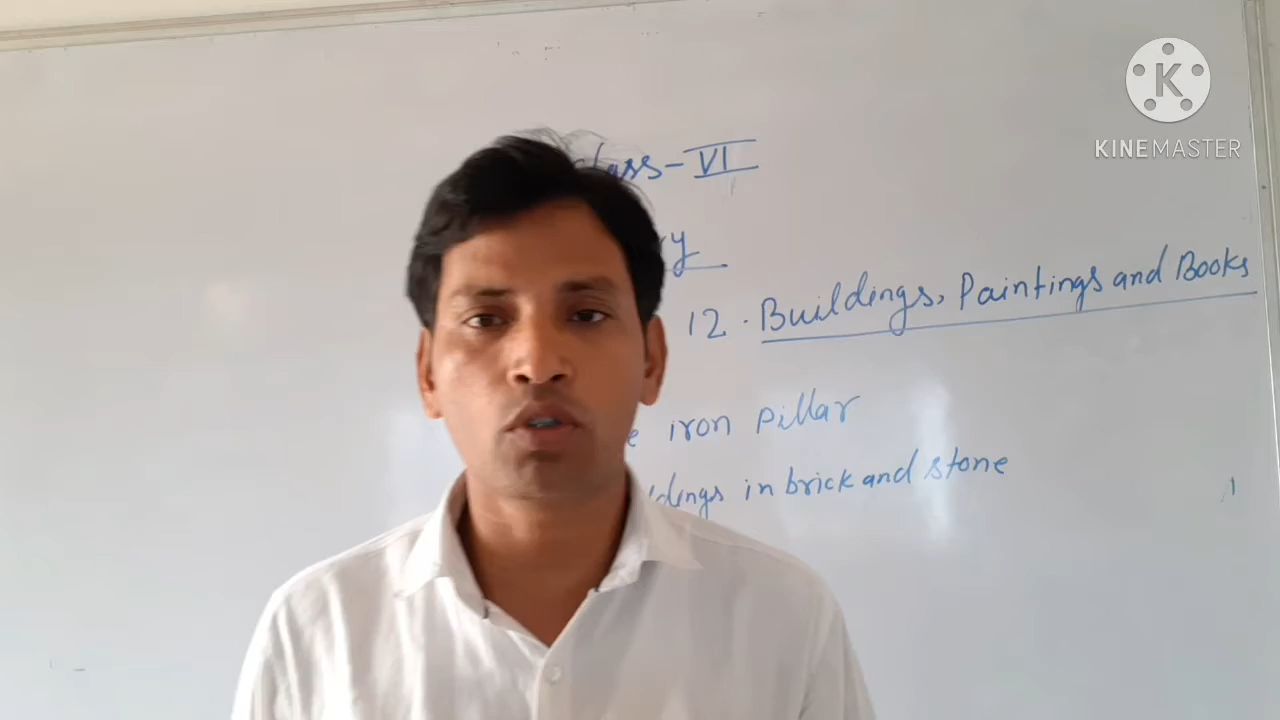 K
KINEMASTER
class-VI
12. Buildings, Paintings and Books
iron pillar
in brick and stone